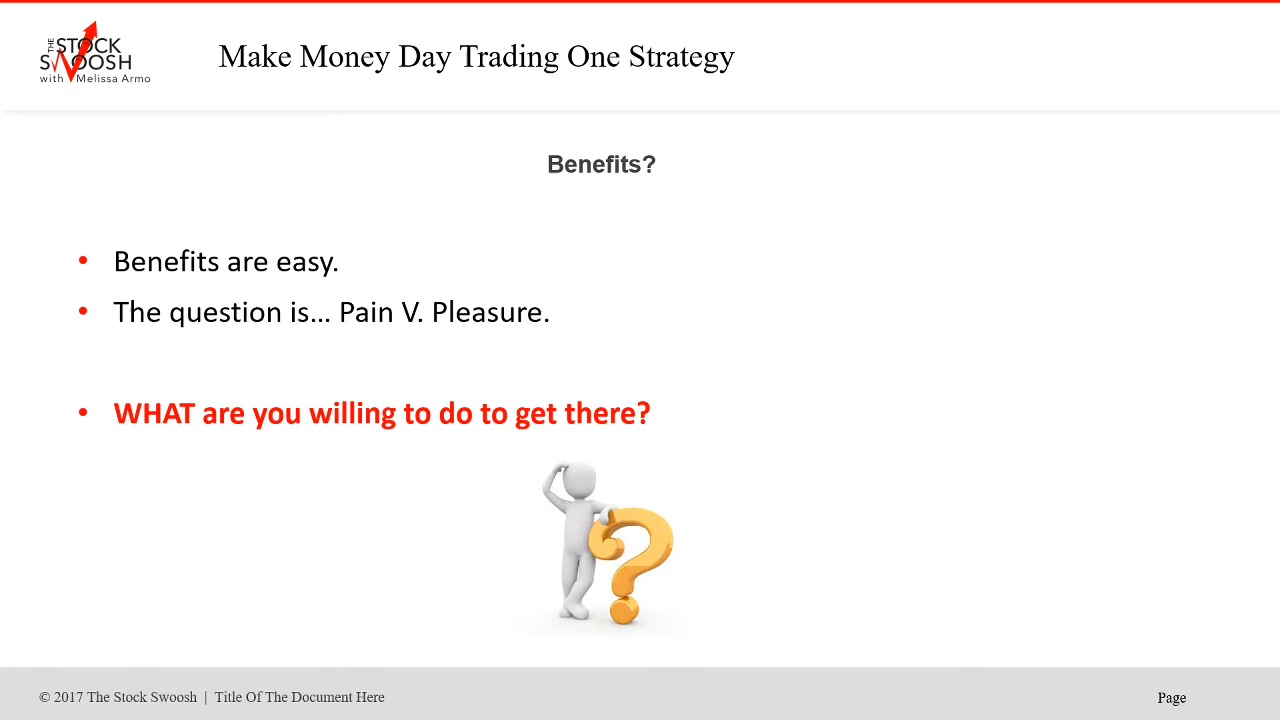 THE STOCK
SWOOSH
with Melissa Armo
Make Money Day Trading One Strategy
Benefits?
• Benefits are easy.
• The question is... Pain V. Pleasure.
• WHAT are you willing to do to get there?
© 2017 The Stock Swoosh | Title Of The Document Here
Page